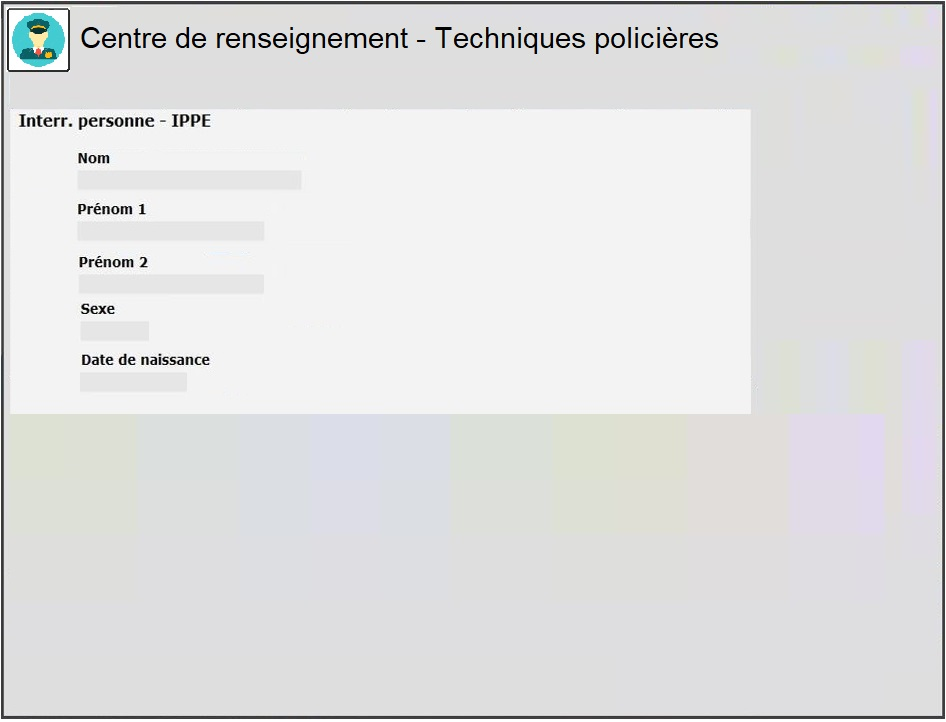 Centre de renseignement - Techniques policières
Interr. personne - IPPE
Nom
Prénom 1
Prénom 2
Sexe
Date de naissance